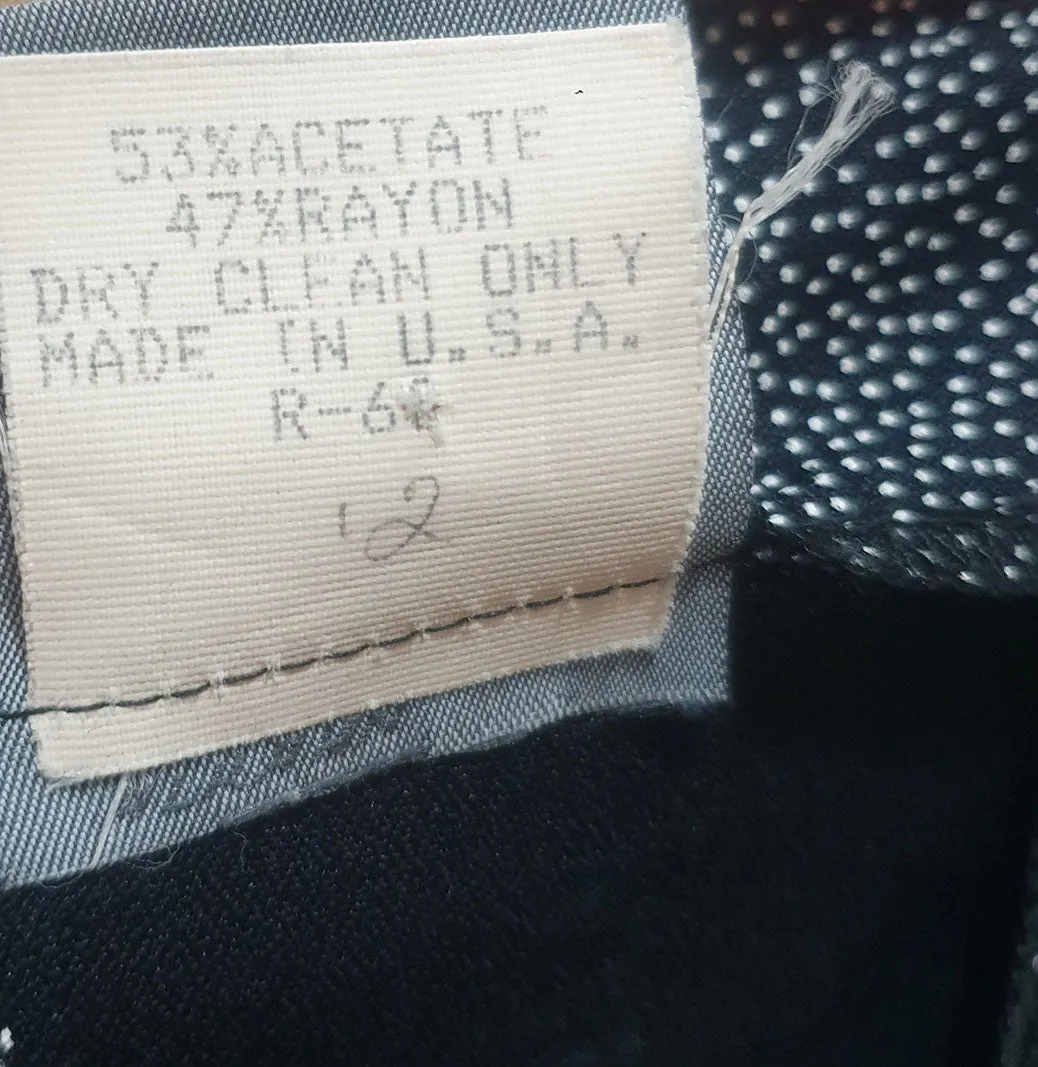 53%ACETATE
47%RAYON
DRY CLEAN ONLY
MADE IN U.S.A.
R-6*
12